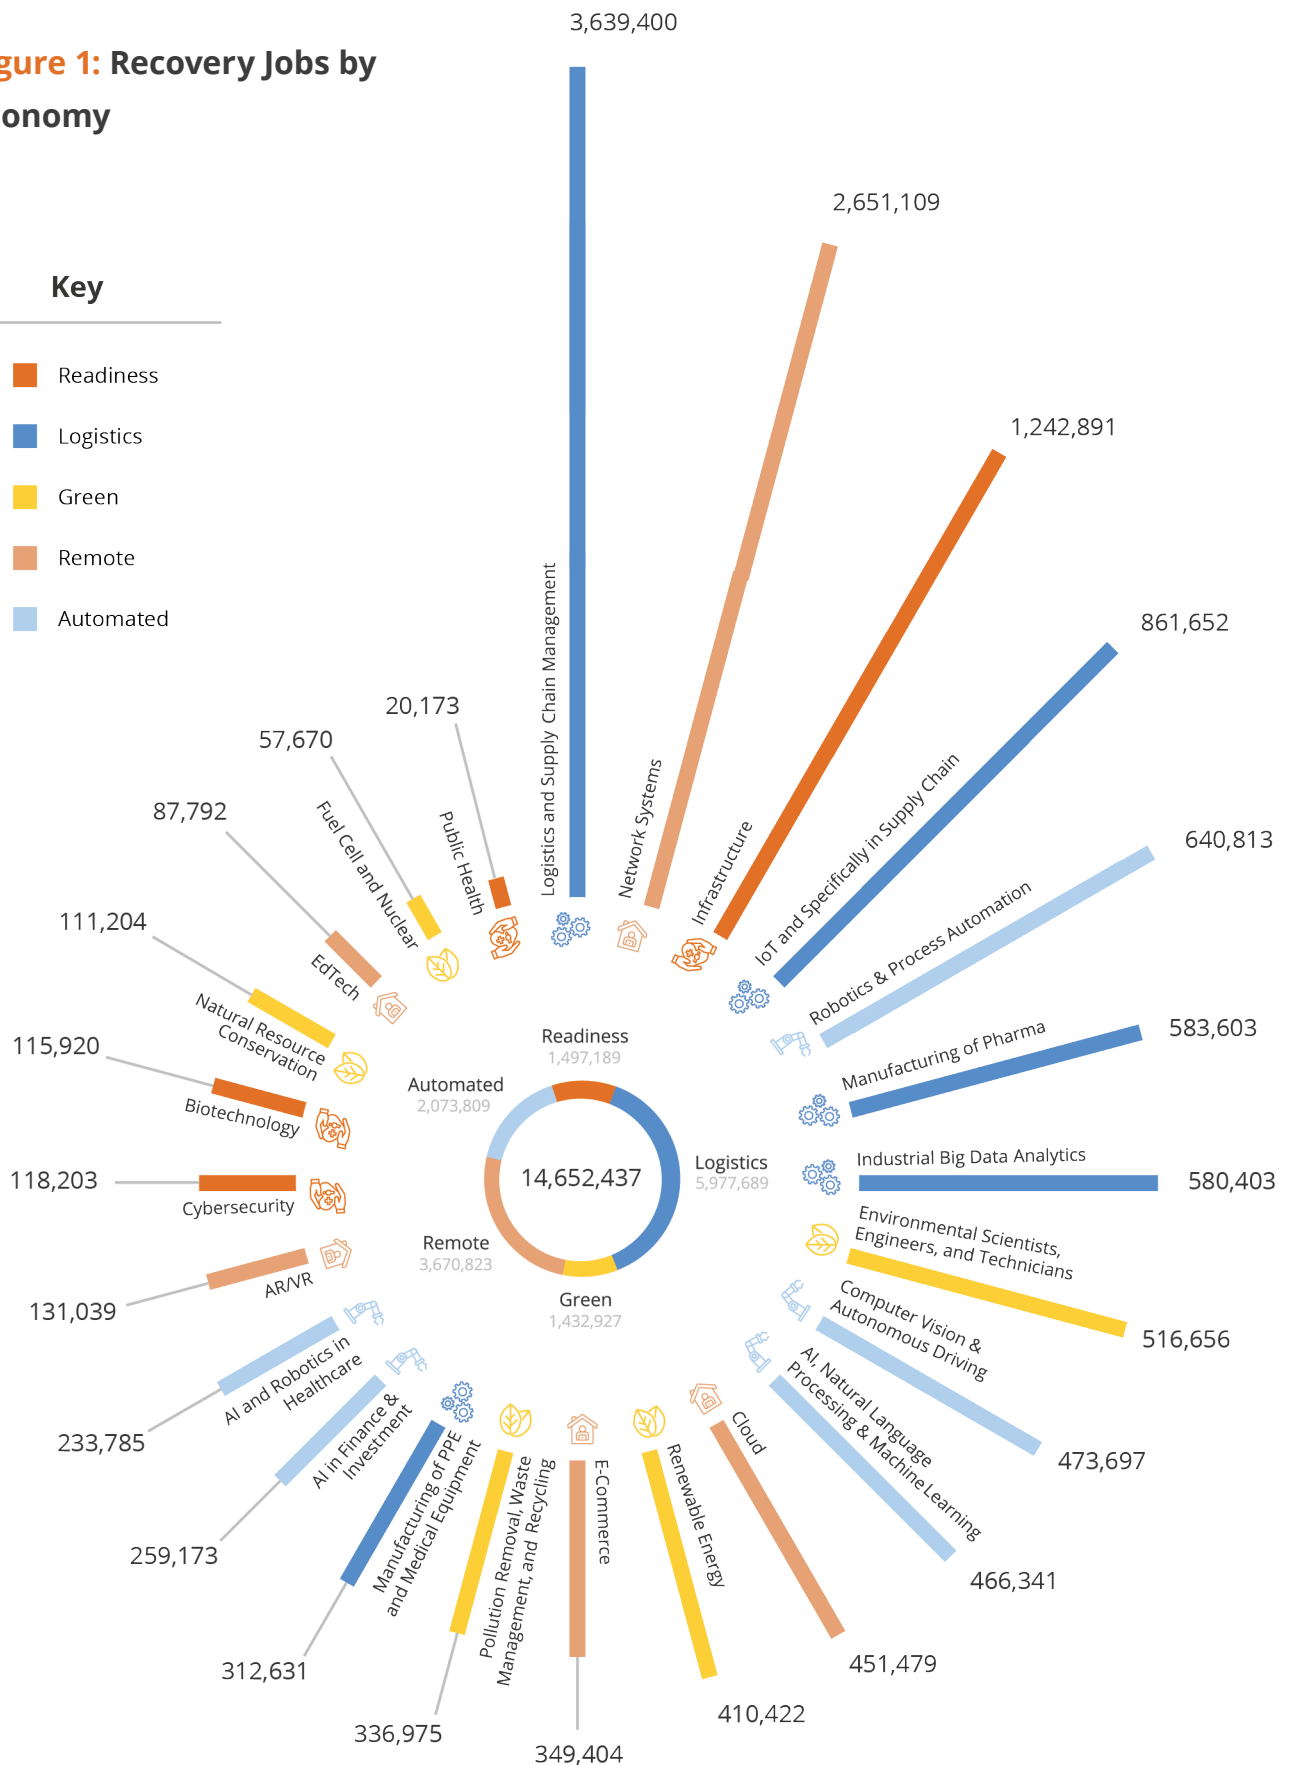 gure 1: Recovery Jobs by
onomy
Key
Readiness
Logistics
Green
Remote
Automated
3,639,400
Logistics and Supply Chain Management
2,651,109
Network Systems
1,242,891
Infrastructure
861,652
IoT and Specifically in Supply Chain
640,813
Robotics & Process Automation
583,603
Manufacturing of Pharma
580,403
Industrial Big Data Analytics
516,656
Environmental Scientists,
Engineers, and Technicians
473,697
Computer Vision &
Autonomous Driving
466,341
AI, Natural Language
Processing & Machine Learning
451,479
Cloud
410,422
Renewable Energy
349,404
E-Commerce
336,975
Pollution Removal, Waste
Management, and Recycling
312,631
Manufacturing of PPE
and Medical Equipment
259,173
AI in Finance &
Investment
233,785
AI and Robotics in
Healthcare
131,039
AR/VR
118,203
Cybersecurity
115,920
Biotechnology
111,204
Natural Resource
Conservation
87,792
EdTech
57,670
Fuel Cell and Nuclear
20,173
Public Health
Readiness
1,497,189
Automated
2,073,809
Logistics
5,977,689
14,652,437
Remote
3,670,823
Green
1,432,927